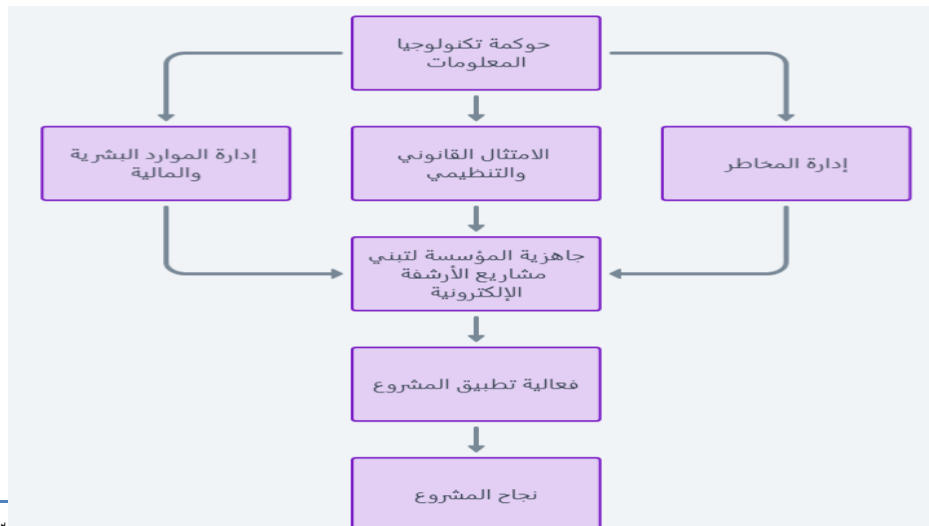 حوكمة تكنولوجيا
المعلومات
إدارة المخاطر
الامتثال القانوني
والتنظيمي
إدارة الموارد البشرية
والمالية
جاهزية المؤسسة لتبني
مشاريع الأرشفة
الإلكترونية
فعالية تطبيق المشروع
نجاح المشروع